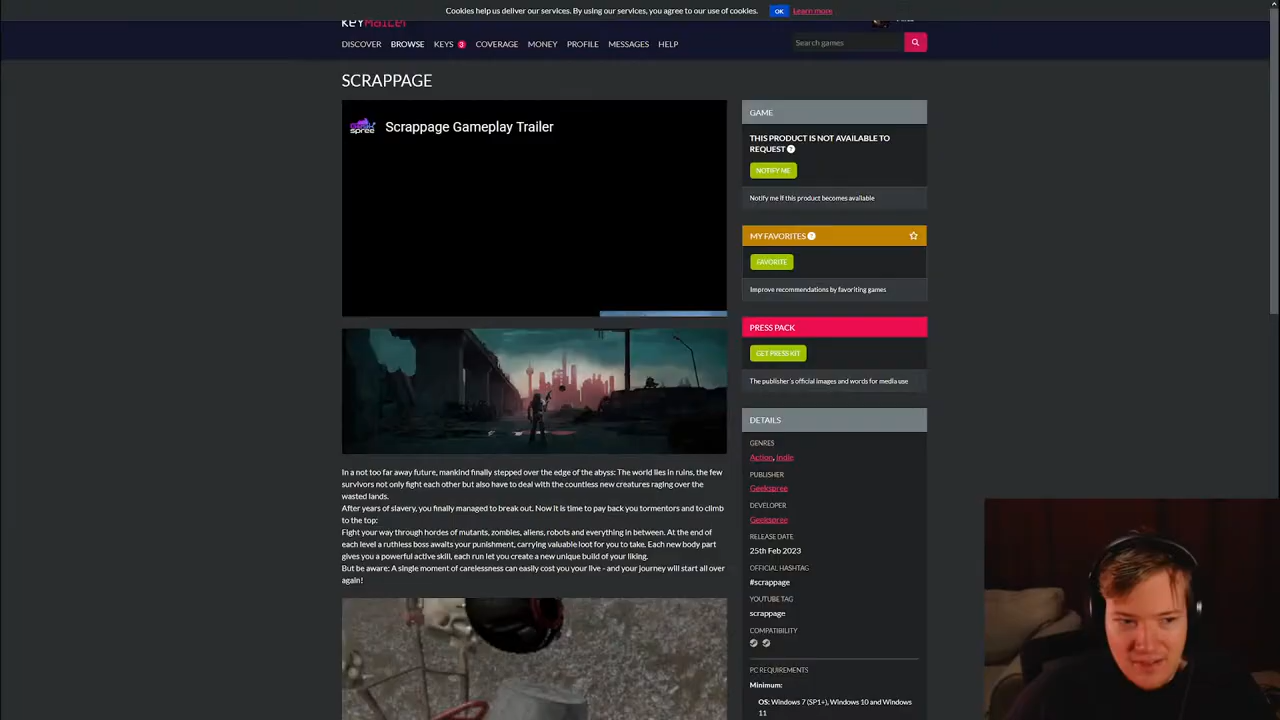 Cookies help us deliver our services. By using our services, you agree to our use of cookies. OK Learn more
KEYMAILER
DISCOVER BROWSE KEYS 3 COVERAGE MONEY PROFILE MESSAGES HELP Search games
SCRAPPAGE
Scrappage Gameplay Trailer
In a not too far away future, mankind finally stepped over the edge of the abyss: The world lies in ruins, the few
survivors not only fight each other but also have to deal with the countless new creatures raging over the
wasted lands.
After years of slavery, you finally managed to break out. Now it is time to pay back you tormentors and to climb
to the top:
Fight your way through hordes of mutants, zombies, aliens, robots and everything in between. At the end of
each level a ruthless boss awaits your punishment, carrying valuable loot for you to take. Each new body part
gives you a powerful active skill, each run let you create a new unique build of your liking.
But be aware: A single moment of carelessness can easily cost you your live - and your journey will start all over
again!
GAME
THIS PRODUCT IS NOT AVAILABLE TO
REQUEST ?
NOTIFY ME
Notify me if this product becomes available
MY FAVORITES ?
FAVORITE
Improve recommendations by favoriting games
PRESS PACK
GET PRESS KIT
The publisher's official images and words for media use
DETAILS
GENRES
Action, Indie
PUBLISHER
Geekspree
DEVELOPER
Geekspree
RELEASE DATE
25th Feb 2023
OFFICIAL HASHTAG
#scrappage
YOUTUBE TAG
scrappage
COMPATIBILITY
PC REQUIREMENTS
Minimum:
OS: Windows 7 (SP1+), Windows 10 and Windows
11